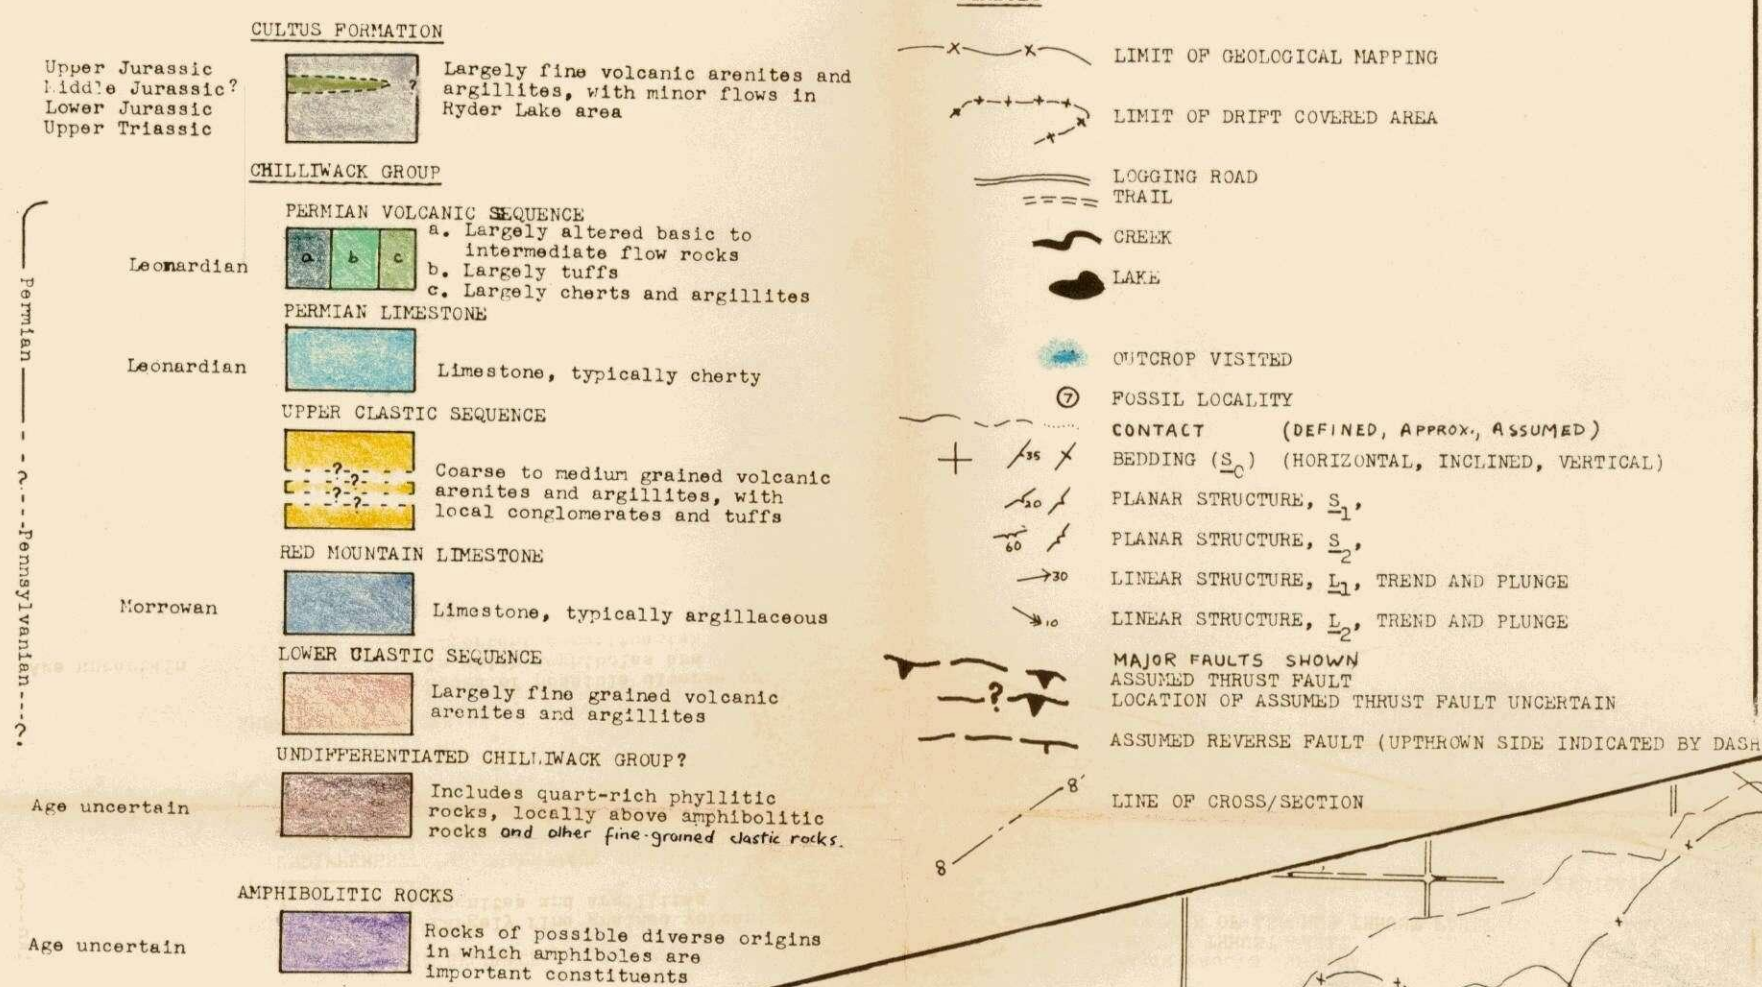 CULTUS FORMATION
Upper Jurassic
Middle Jurassic?
Lower Jurassic
Upper Triassic
?
Largely fine volcanic arenites and
argillites, with minor flows in
Ryder Lake area
CHILLIWACK GROUP
Permian --- ? --- Pennsylvanian --- ?
PERMIAN VOLCANIC SEQUENCE
Leonardian
a b c
a. Largely altered basic to
intermediate flow rocks
b. Largely tuffs
c. Largely cherts and argillites
PERMIAN LIMESTONE
Leonardian
Limestone, typically cherty
UPPER CLASTIC SEQUENCE
-?-?-
-?-?-
Coarse to medium grained volcanic
arenites and argillites, with
local conglomerates and tuffs
RED MOUNTAIN LIMESTONE
Morrowan
Limestone, typically argillaceous
LOWER CLASTIC SEQUENCE
Largely fine grained volcanic
arenites and argillites
UNDIFFERENTIATED CHILLIWACK GROUP?
Age uncertain
Includes quart-rich phyllitic
rocks, locally above amphibolitic
rocks and other fine-grained clastic rocks.
AMPHIBOLITIC ROCKS
Age uncertain
Rocks of possible diverse origins
in which amphiboles are
important constituents
LIMIT OF GEOLOGICAL MAPPING
LIMIT OF DRIFT COVERED AREA
LOGGING ROAD
TRAIL
CREEK
LAKE
OUTCROP VISITED
7 FOSSIL LOCALITY
CONTACT (DEFINED, APPROX., ASSUMED)
35 BEDDING (S0) (HORIZONTAL, INCLINED, VERTICAL)
20 PLANAR STRUCTURE, S1,
60 PLANAR STRUCTURE, S2,
30 LINEAR STRUCTURE, L1, TREND AND PLUNGE
10 LINEAR STRUCTURE, L2, TREND AND PLUNGE
MAJOR FAULTS SHOWN
ASSUMED THRUST FAULT
? LOCATION OF ASSUMED THRUST FAULT UNCERTAIN
ASSUMED REVERSE FAULT (UPTHROWN SIDE INDICATED BY DASH
8 8' LINE OF CROSS/SECTION